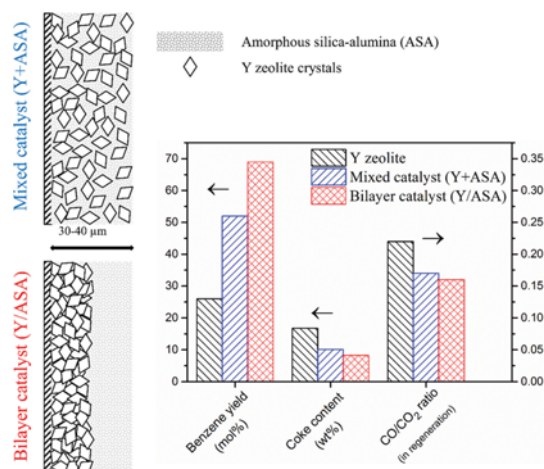 Mixed catalyst (Y+ASA)
30-40 μm
Bilayer catalyst (Y/ASA)
Amorphous silica-alumina (ASA)
Y zeolite crystals
Y zeolite
Mixed catalyst (Y+ASA)
Bilayer catalyst (Y/ASA)
70
60
50
40
30
20
10
0
0.35
0.30
0.25
0.20
0.15
0.10
0.05
0.00
Benzene yield
(mol%)
Coke content
(wt%)
CO/CO₂ ratio
(in regeneration)